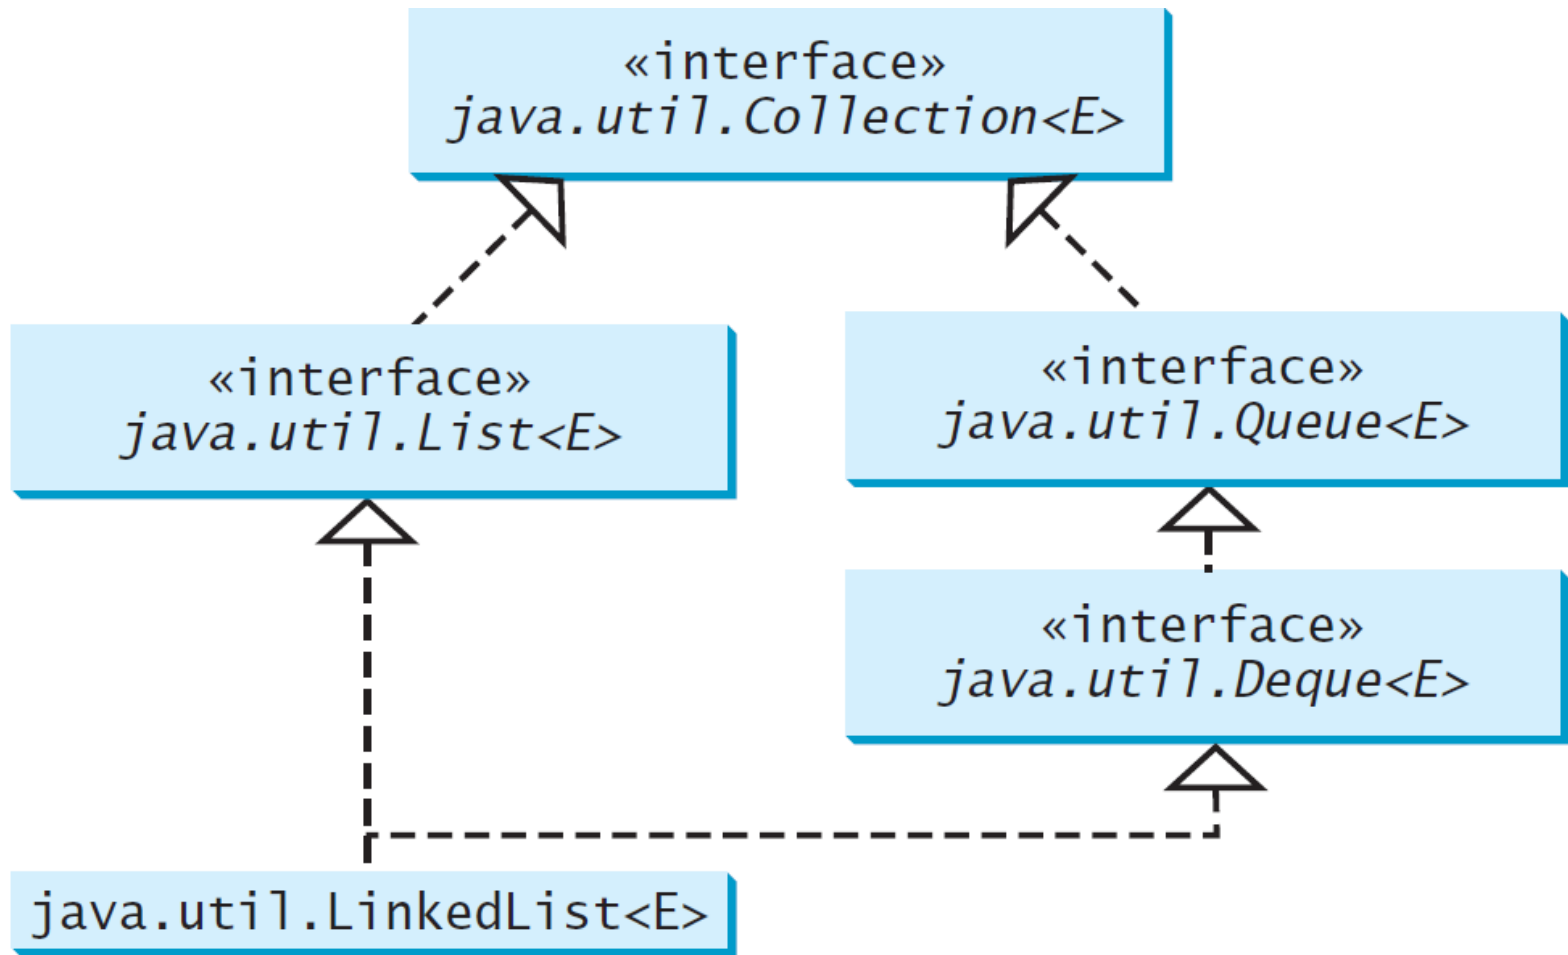 «interface»
java.util.Collection<E>
«interface»
java.util.List<E>
«interface»
java.util.Queue<E>
«interface»
java.util.Deque<E>
java.util.LinkedList<E>